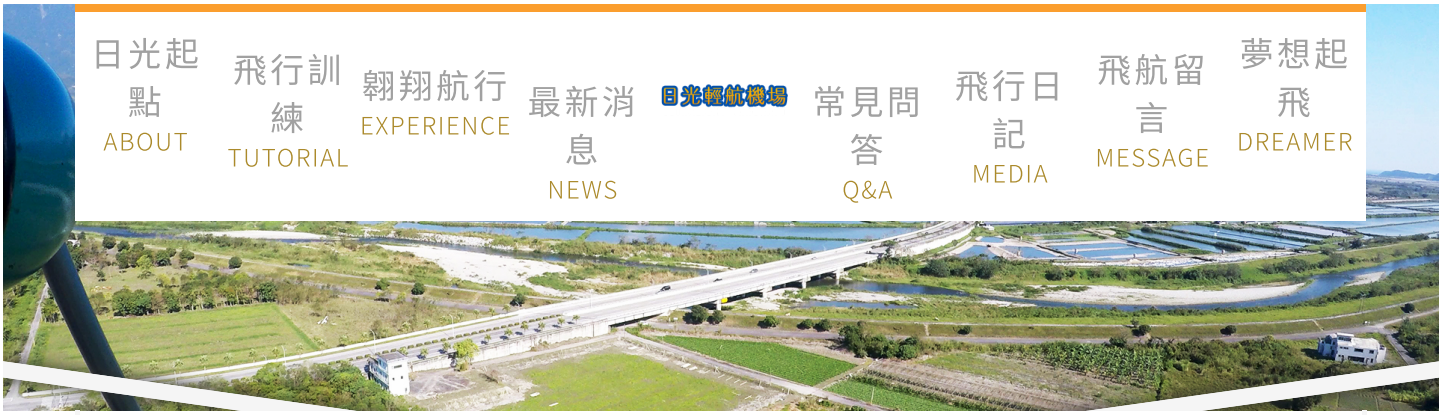 日光起
點
ABOUT
飛行訓
練
TUTORIAL
翱翔航行
EXPERIENCE
最新消
息
NEWS
日光輕航機場
常見問
答
Q&A
飛行日
記
MEDIA
飛航留
言
MESSAGE
夢想起
飛
DREAMER